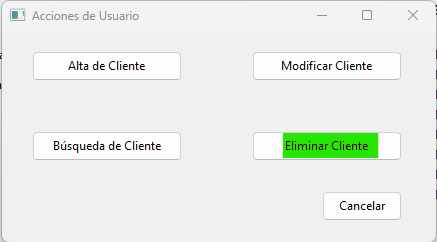 Acciones de Usuario
Alta de Cliente
Modificar Cliente
Búsqueda de Cliente
Eliminar Cliente
Cancelar